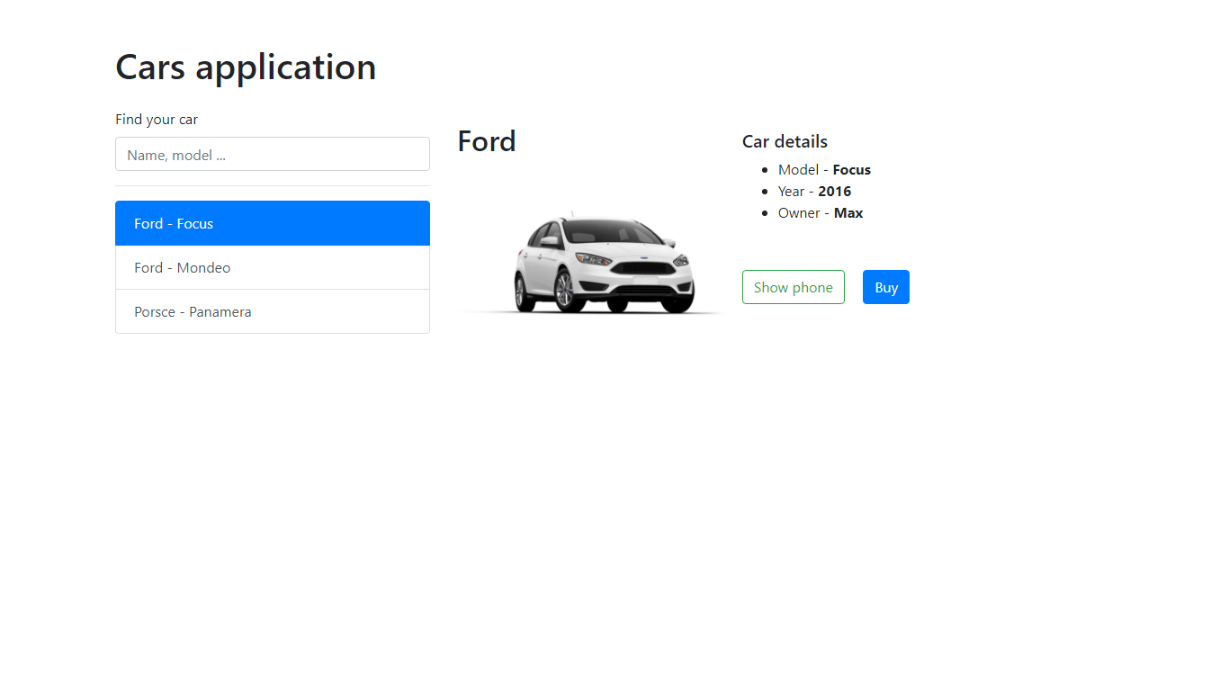 Cars application
Find your car
Name, model ...
Ford - Focus
Ford - Mondeo
Porsce - Panamera
Ford
Car details
Model - Focus
Year - 2016
Owner - Max
Show phone
Buy